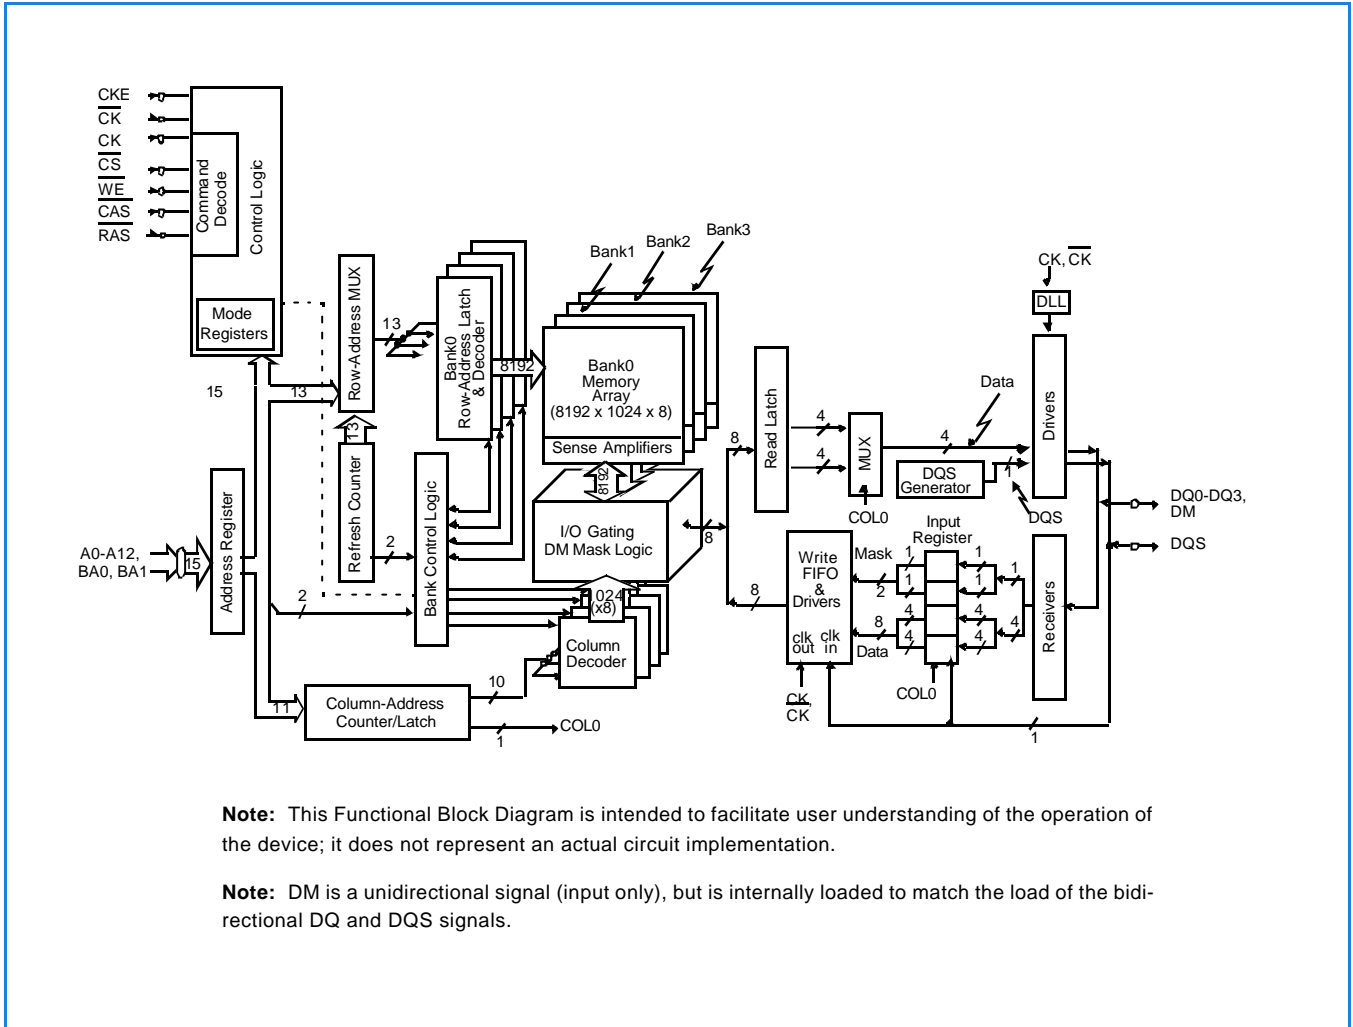 CKE
CK
CK
CS
WE
CAS
RAS
Command
Decode
Control Logic
Mode
Registers
Row-Address MUX
13
Bank0
Row-Address Latch
& Decoder
8192
Bank1
Bank2
Bank3
Bank0
Memory
Array
(8192 x 1024 x 8)
Sense Amplifiers
8192
CK, CK
DLL
Drivers
Data
15
13
13
Refresh Counter
Read Latch
8
4
4
MUX
4
COL0
DQS
Generator
1
DQS
DQ0-DQ3,
DM
DQS
A0-A12,
BA0, BA1
15
Address Register
2
2
Bank Control Logic
I/O Gating
DM Mask Logic
8
8
024
(x8)
Column
Decoder
Write
FIFO
&
Drivers
clk
out
clk
in
Mask
2
8
Data
Input
Register
1
1
4
4
1
1
4
4
1
4
Receivers
COL0
CK,
CK
1
11
Column-Address
Counter/Latch
10
1
COL0
Note: This Functional Block Diagram is intended to facilitate user understanding of the operation of
the device; it does not represent an actual circuit implementation.
Note: DM is a unidirectional signal (input only), but is internally loaded to match the load of the bidi-
rectional DQ and DQS signals.